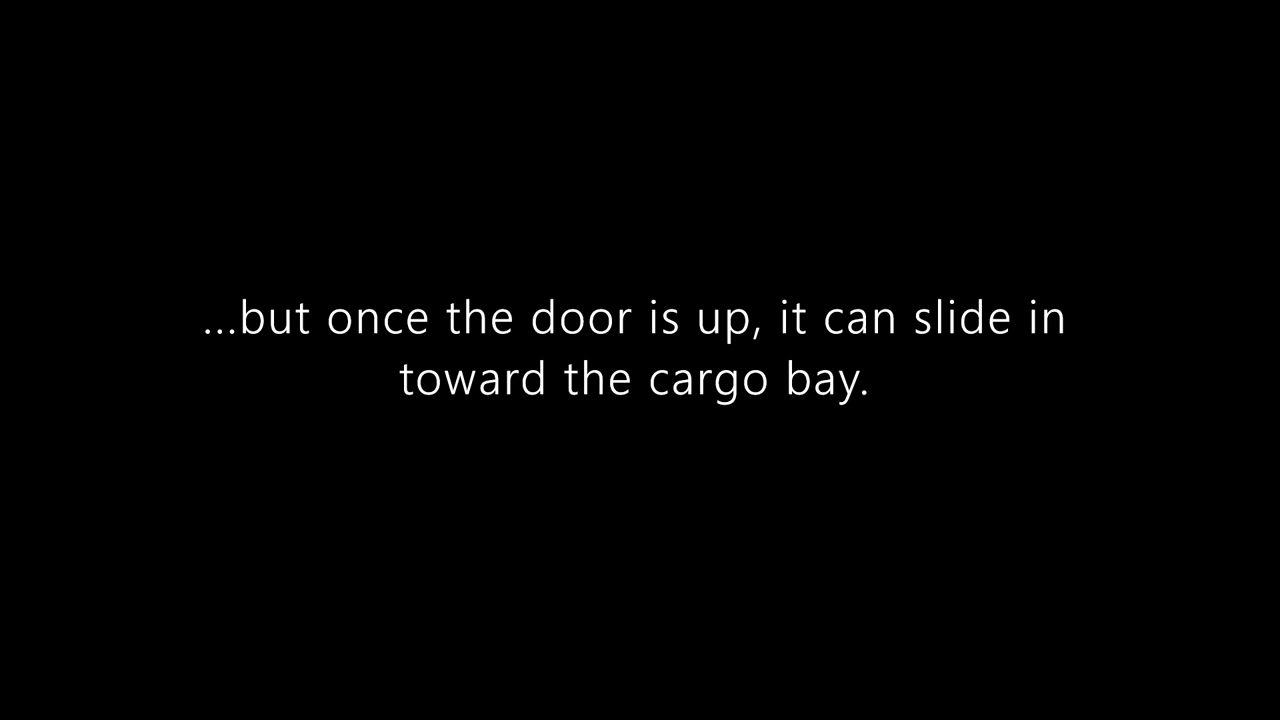 ...but once the door is up, it can slide in
toward the cargo bay.